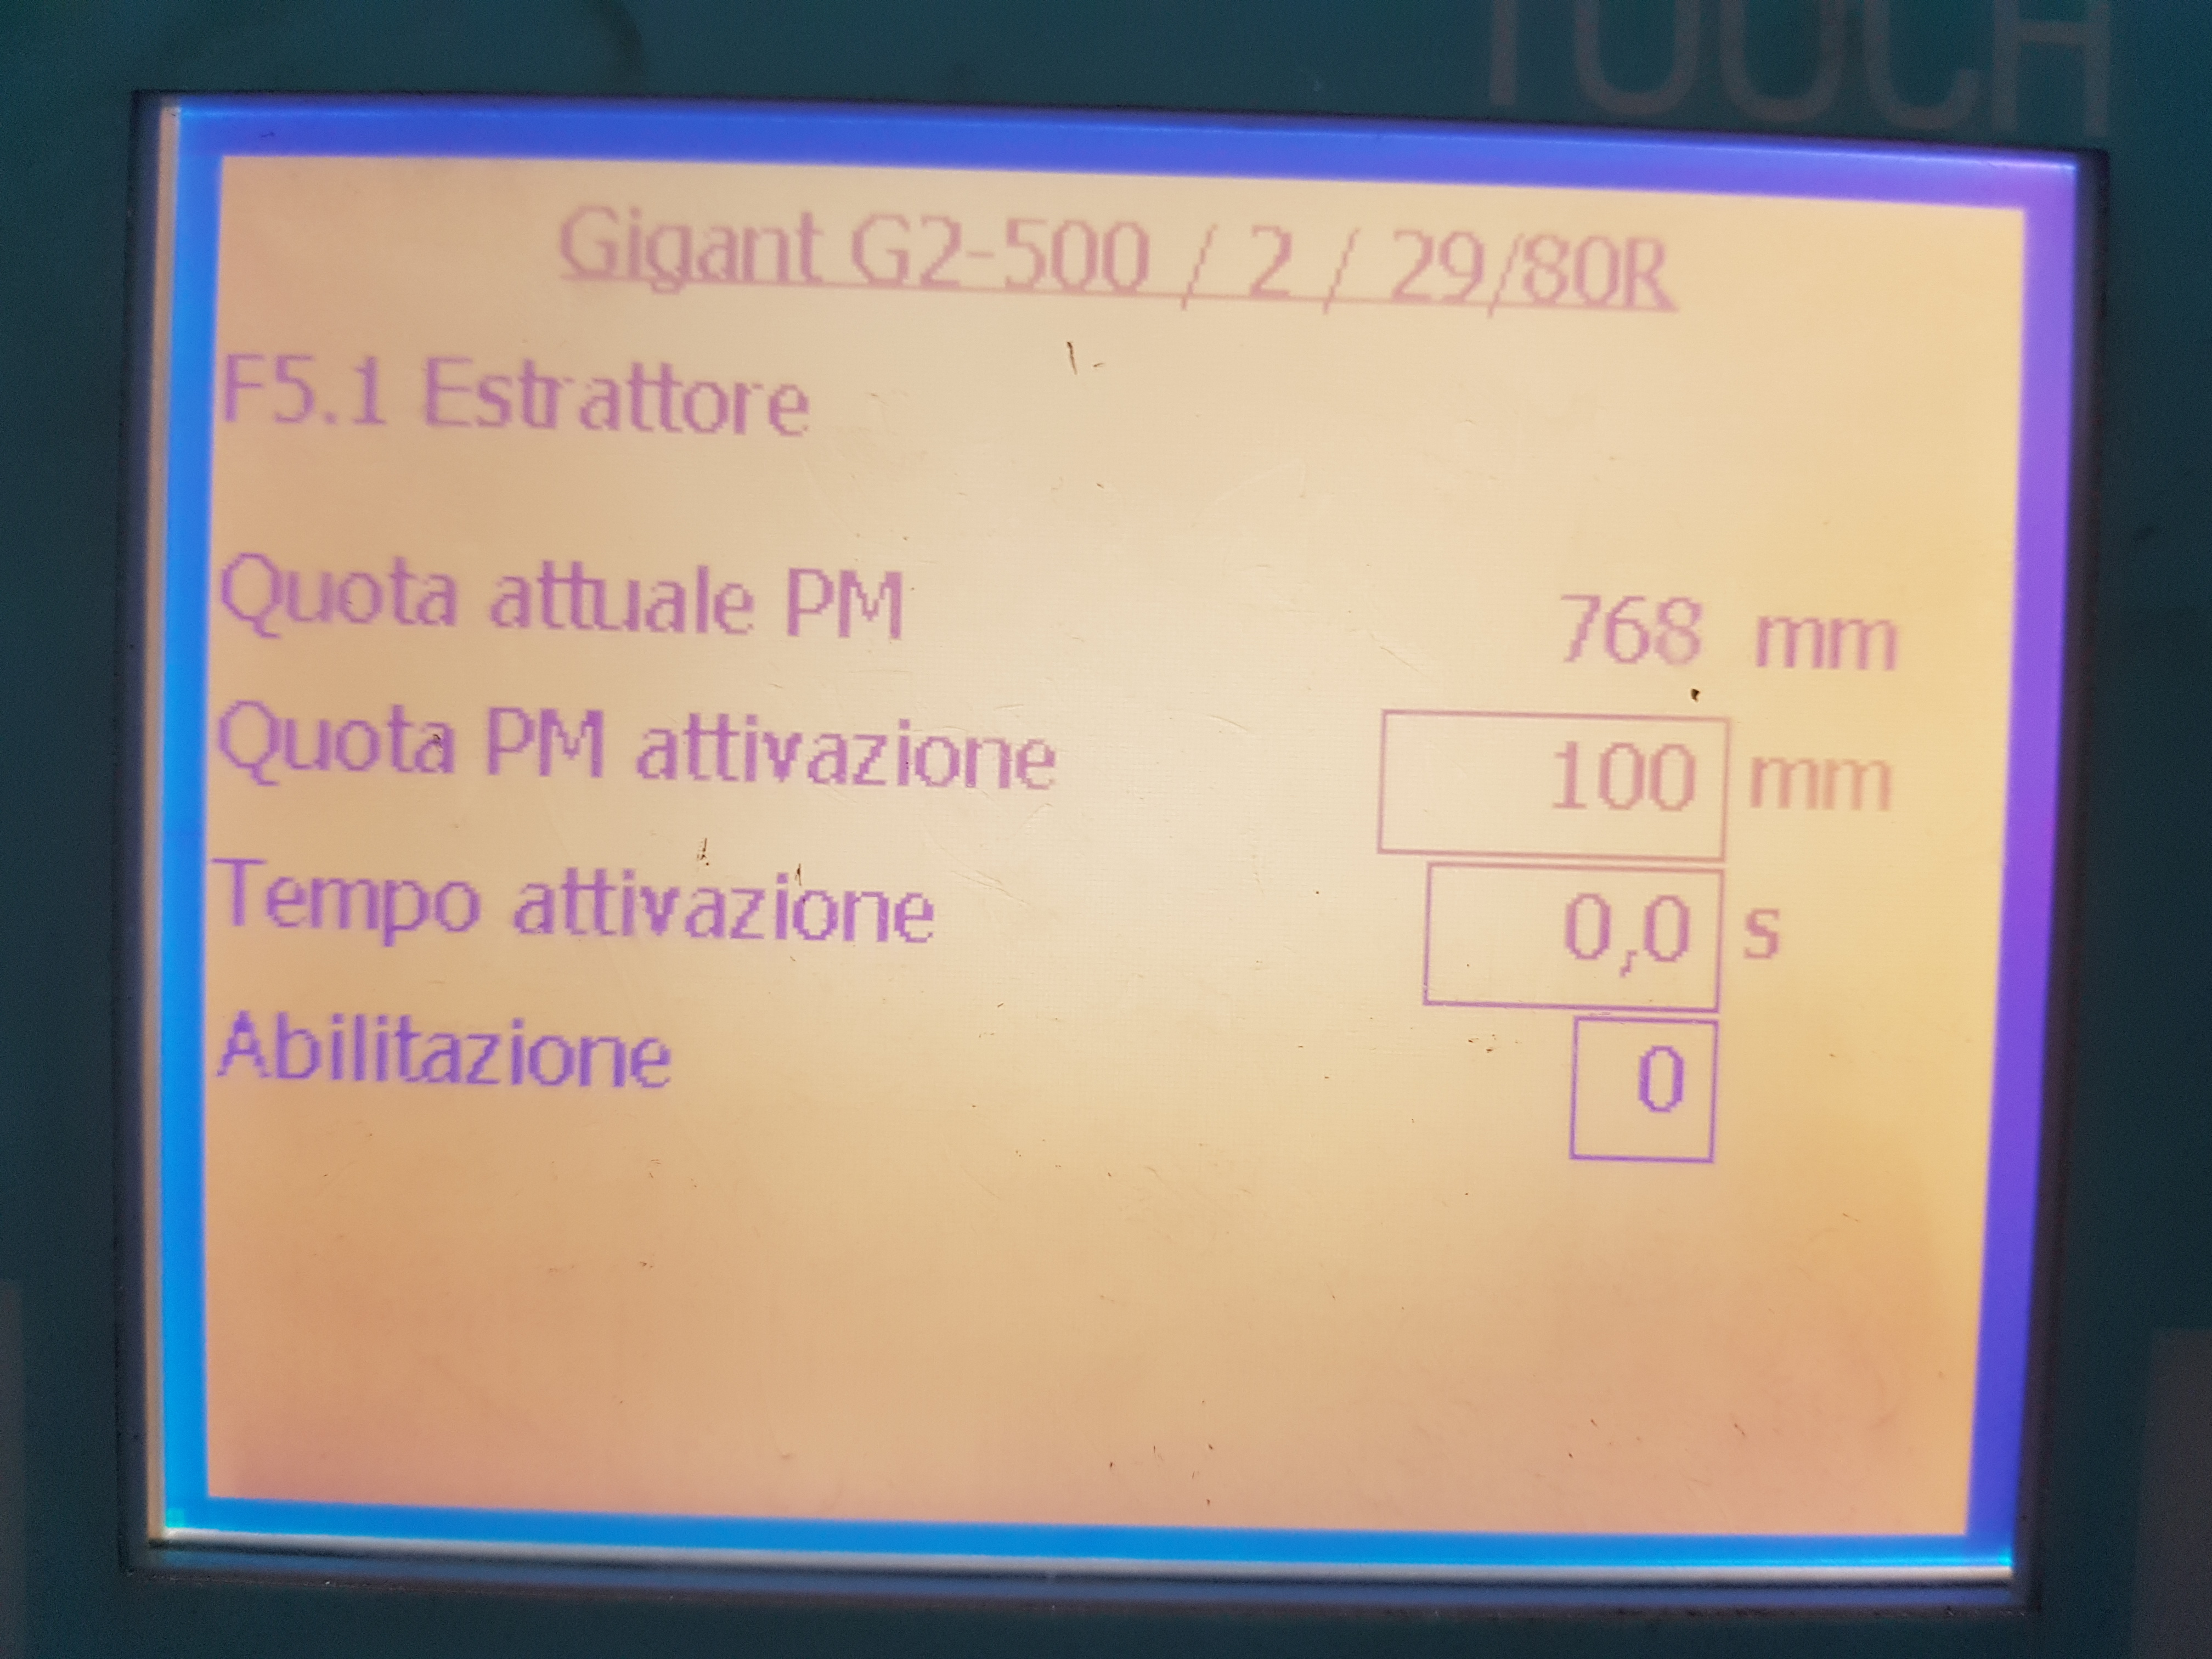 TOUCH
Gigant G2-500 / 2 / 29/80R
F5.1 Estrattore
Quota attuale PM 768 mm
Quota PM attivazione 100 mm
Tempo attivazione 0,0 s
Abilitazione 0